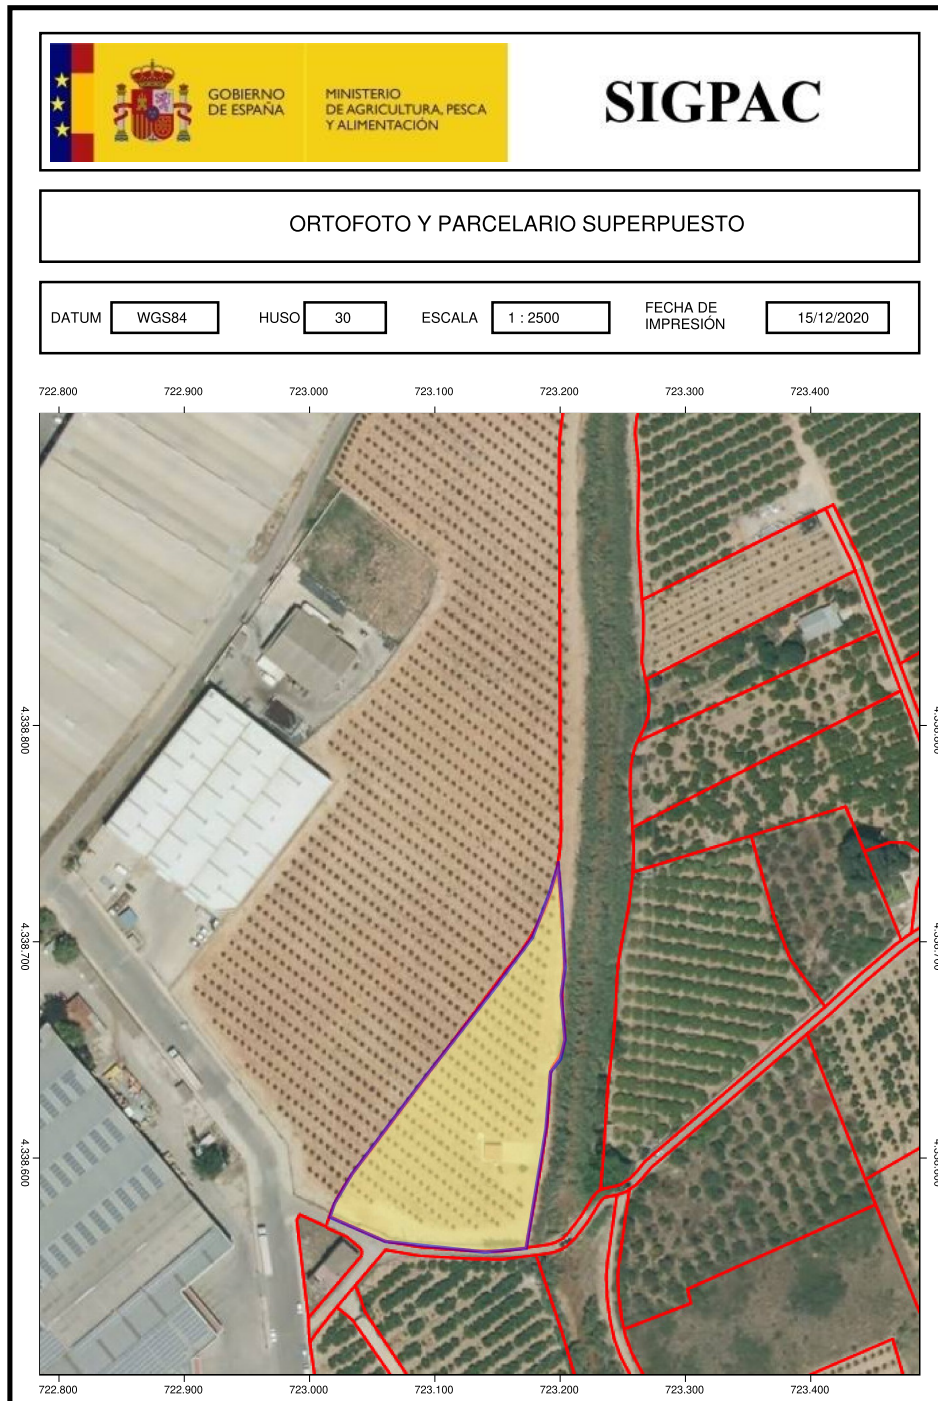 GOBIERNO
DE ESPAÑA
MINISTERIO
DE AGRICULTURA, PESCA
Y ALIMENTACIÓN
SIGPAC
ORTOFOTO Y PARCELARIO SUPERPUESTO
DATUM WGS84 HUSO 30 ESCALA 1 : 2500 FECHA DE IMPRESIÓN 15/12/2020
722.800 722.900 723.000 723.100 723.200 723.300 723.400
4.338.800
4.338.700
4.338.600
722.800 722.900 723.000 723.100 723.200 723.300 723.400